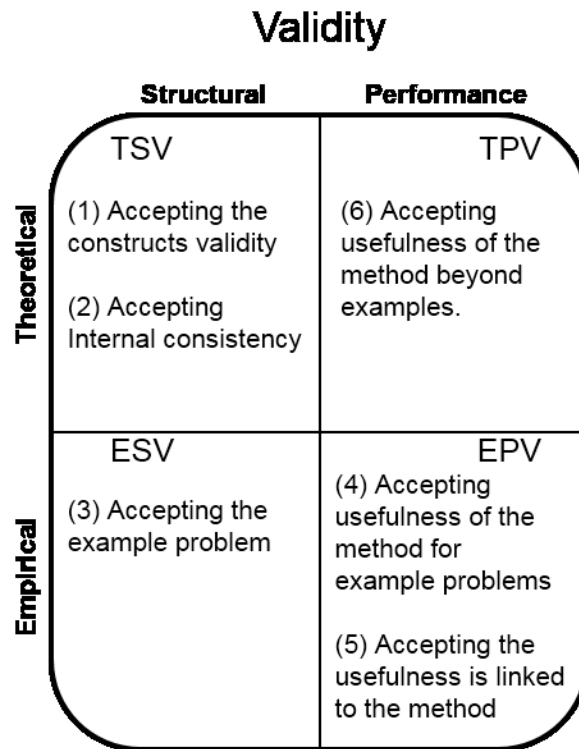 Validity
Structural
Performance
Theoretical
TSV
(1) Accepting the
constructs validity
(2) Accepting
Internal consistency
TPV
(6) Accepting
usefulness of the
method beyond
examples.
Empirical
ESV
(3) Accepting the
example problem
EPV
(4) Accepting
usefulness of the
method for
example problems
(5) Accepting the
usefulness is linked
to the method